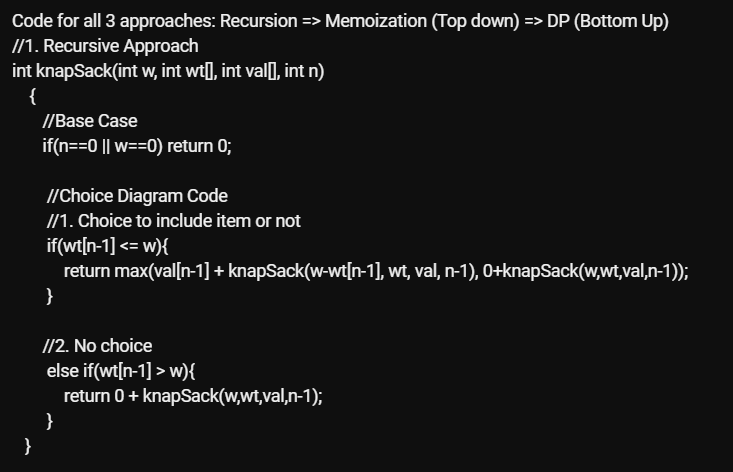 Code for all 3 approaches: Recursion => Memoization (Top down) => DP (Bottom Up)
//1. Recursive Approach
int knapSack(int w, int wt[], int val[], int n)
{
//Base Case
if(n==0 || w==0) return 0;
//Choice Diagram Code
//1. Choice to include item or not
if(wt[n-1] <= w){
return max(val[n-1] + knapSack(w-wt[n-1], wt, val, n-1), 0+knapSack(w,wt,val,n-1));
}
//2. No choice
else if(wt[n-1] > w){
return 0 + knapSack(w,wt,val,n-1);
}
}